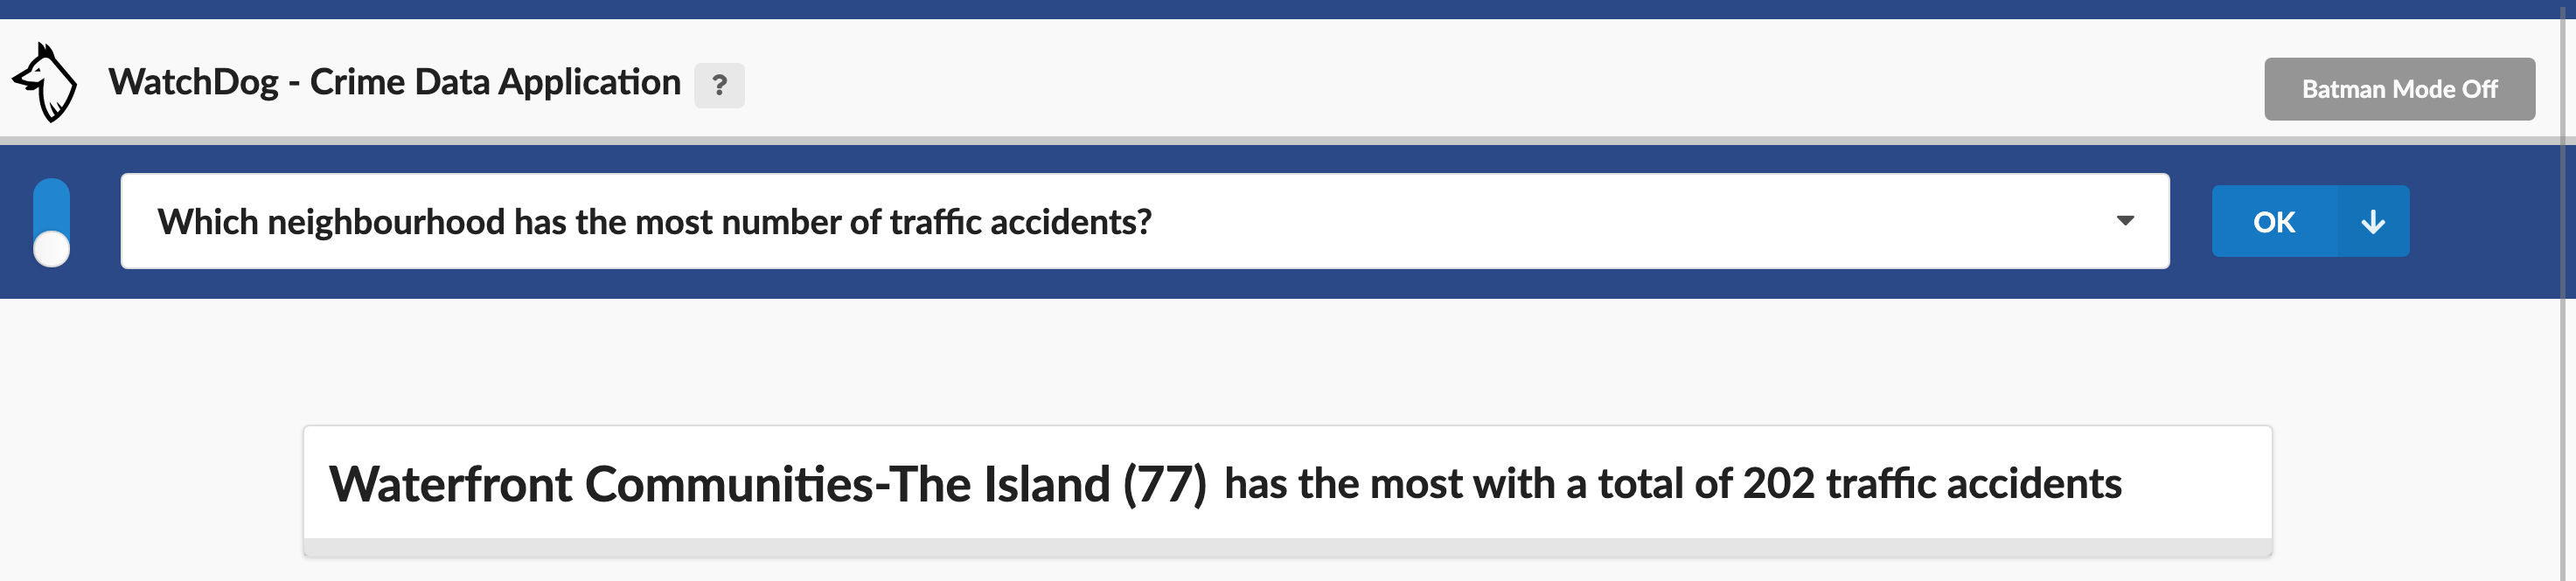 WatchDog - Crime Data Application ?
Batman Mode Off
Which neighbourhood has the most number of traffic accidents?
OK
Waterfront Communities-The Island (77) has the most with a total of 202 traffic accidents